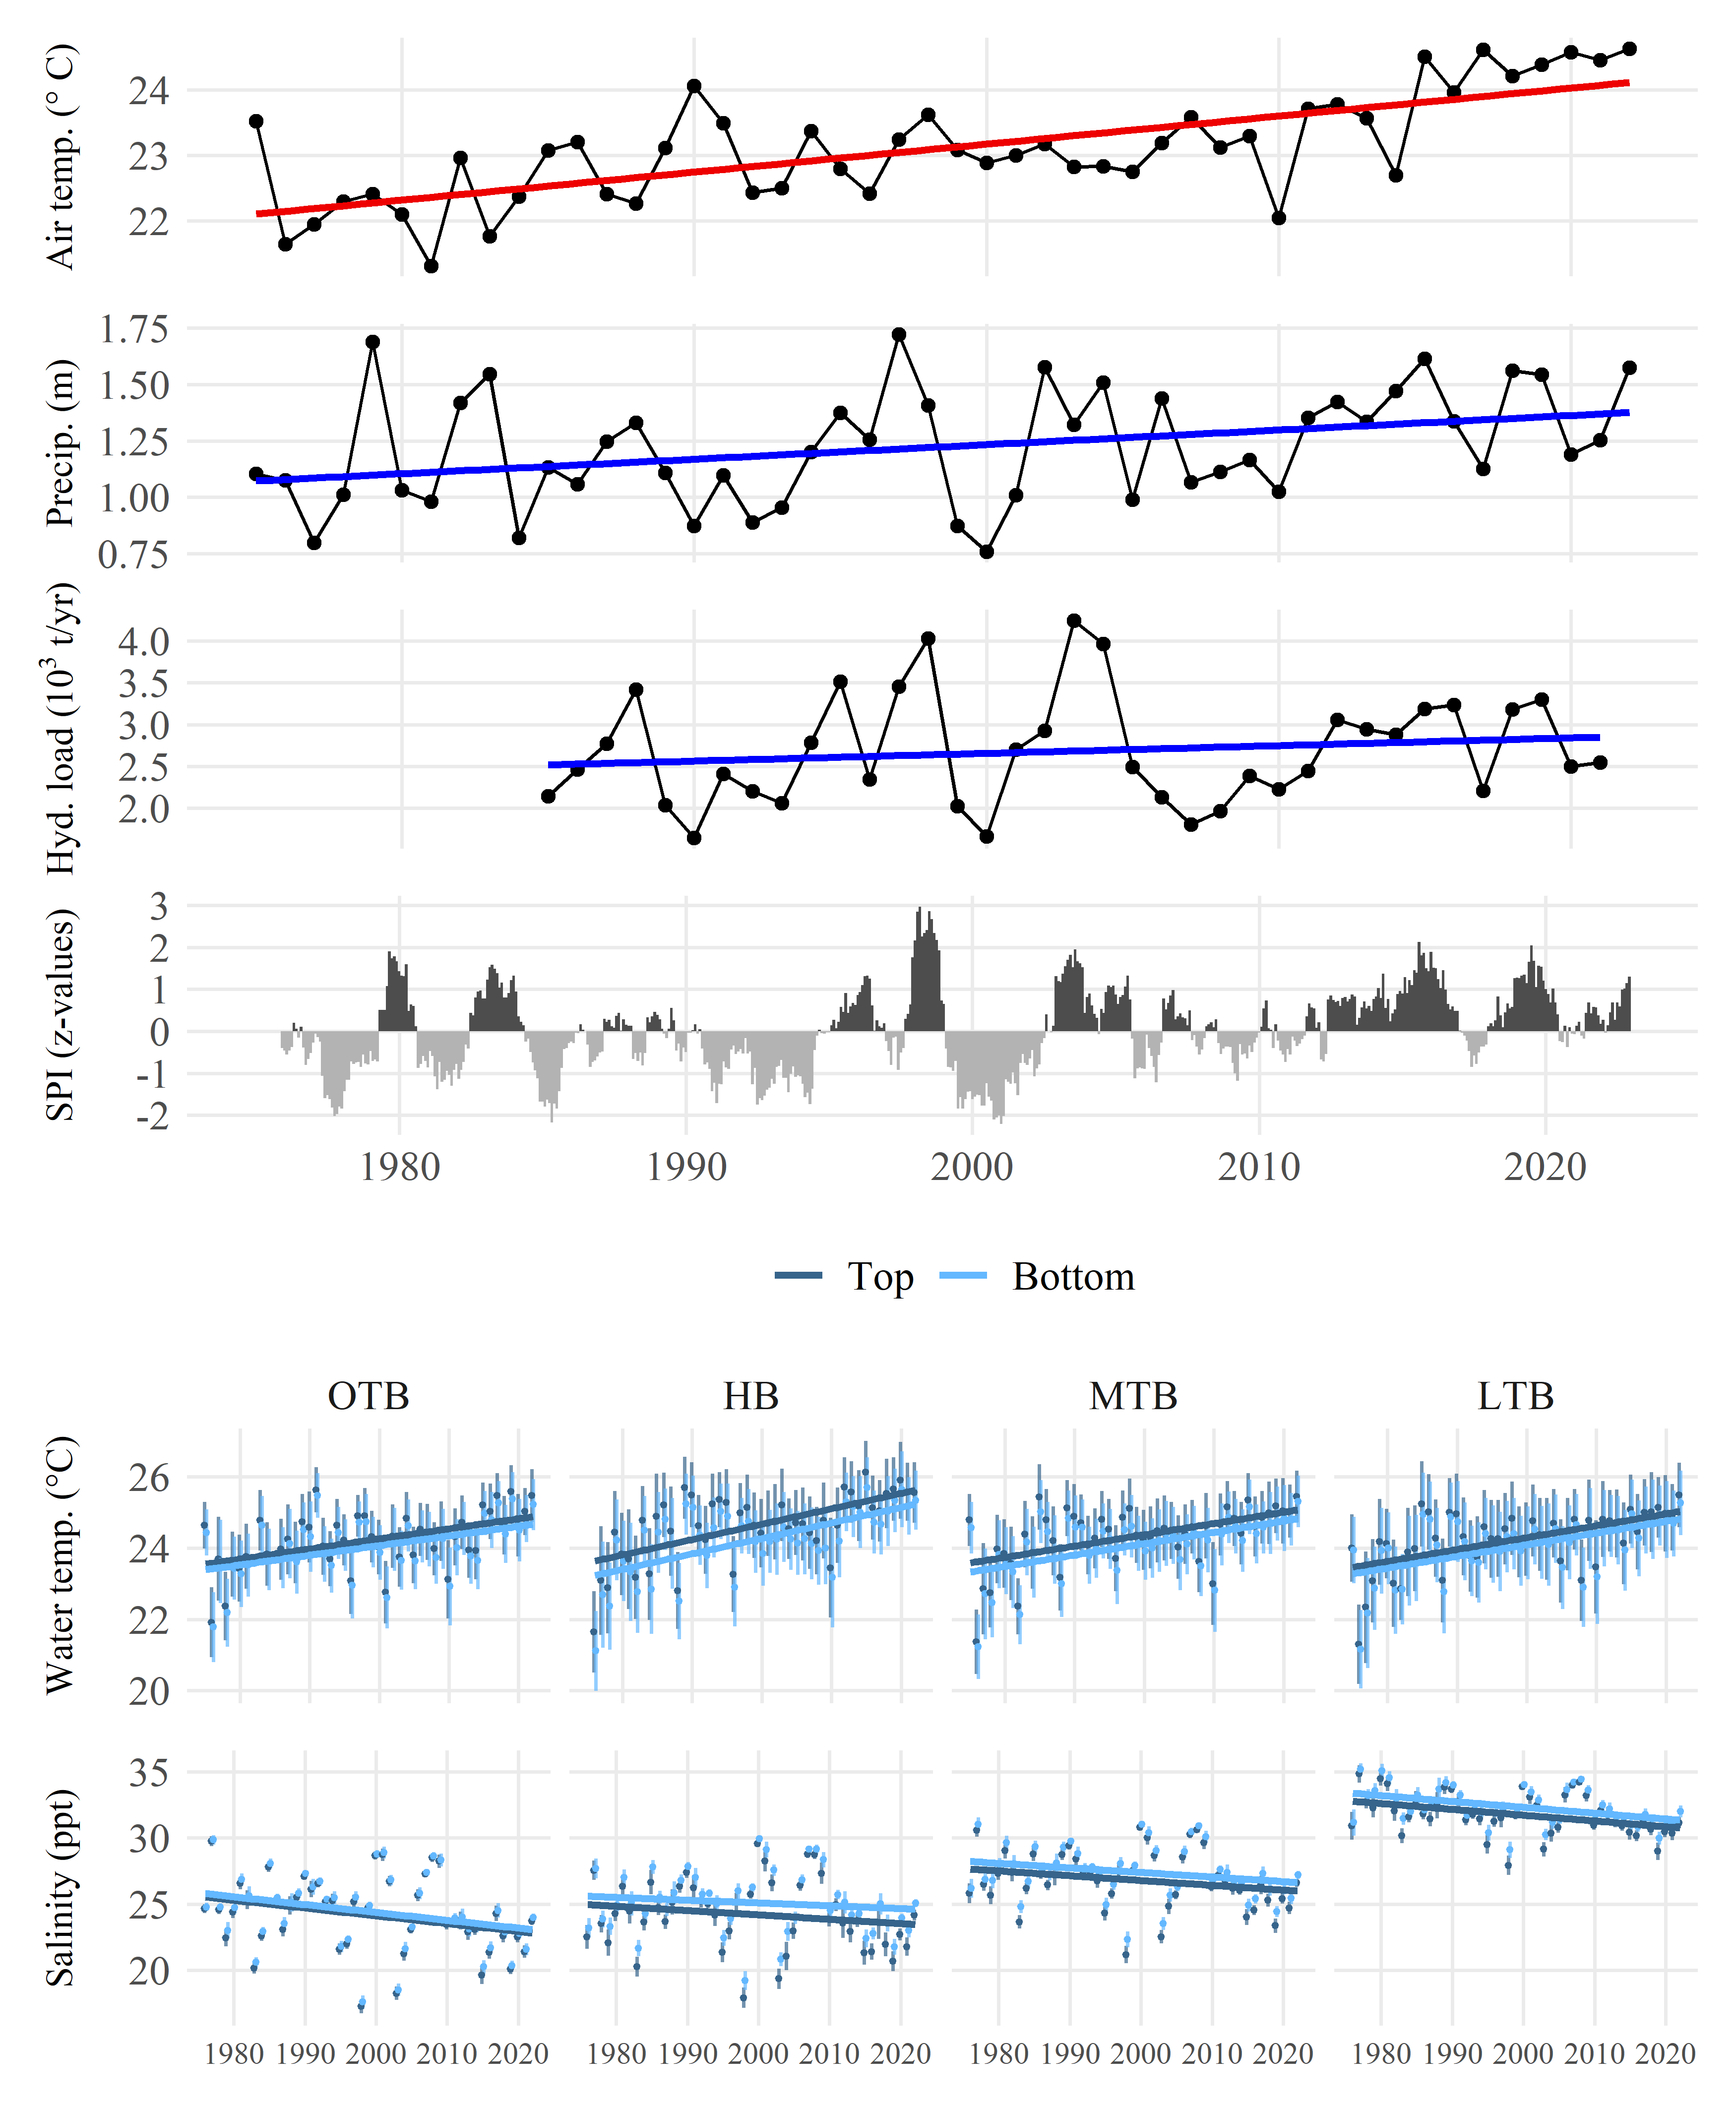 Air temp. (° C)
24
23
22
Precip. (m)
1.75
1.50
1.25
1.00
0.75
Hyd. load (10³ t/yr)
4.0
3.5
3.0
2.5
2.0
SPI (z-values)
3
2
1
0
-1
-2
1980 1990 2000 2010 2020
Top Bottom
OTB HB MTB LTB
Water temp. (°C)
26
24
22
20
Salinity (ppt)
35
30
25
20
1980 1990 2000 2010 2020 1980 1990 2000 2010 2020 1980 1990 2000 2010 2020 1980 1990 2000 2010 2020